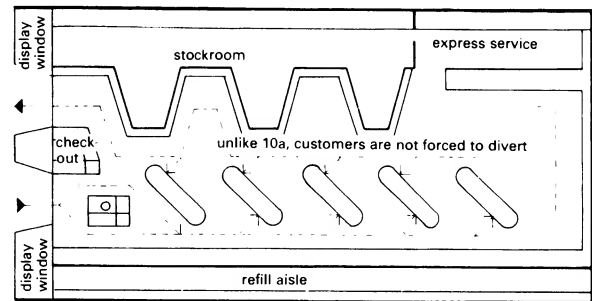 display
window
stockroom
express service
check
-out
unlike 10a, customers are not forced to divert
display
window
refill aisle